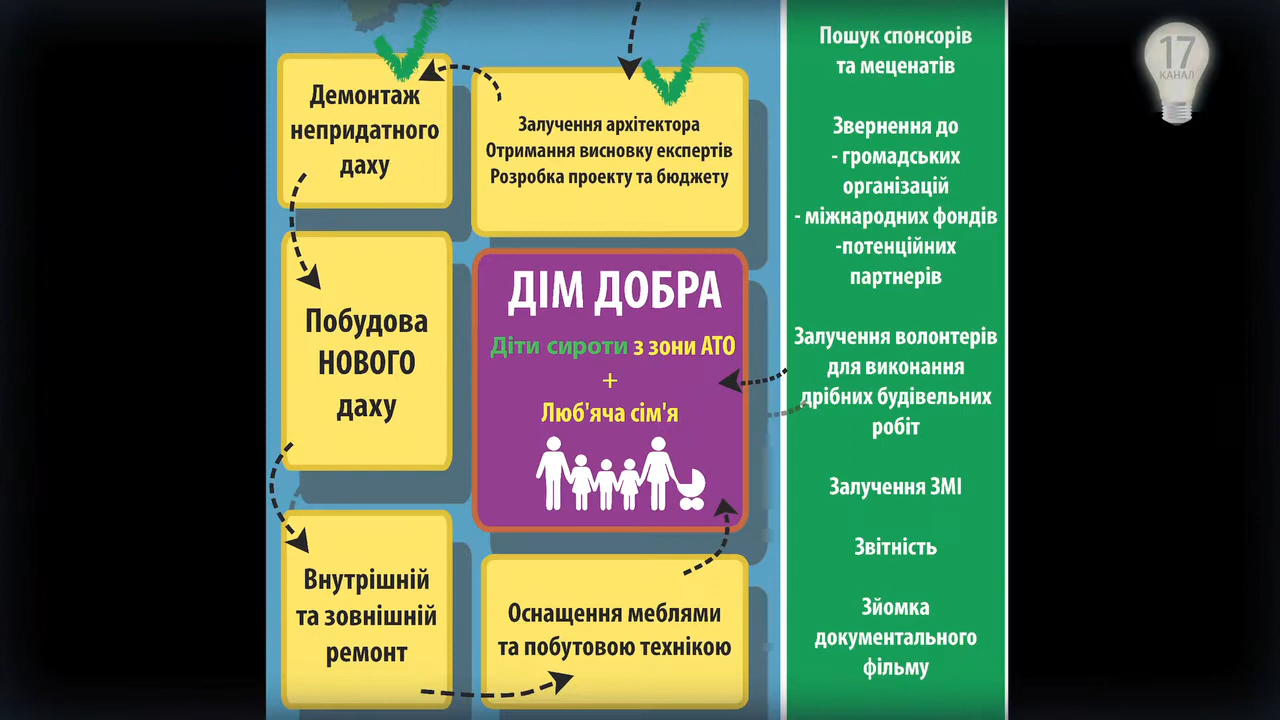 Демонтаж
непридатного
даху
Залучення архітектора
Отримання висновку експертів
Розробка проекту та бюджету
Побудова
НОВОГО
даху
ДІМ ДОБРА
Діти сироти з зони АТО
+
Люб'яча сім'я
Внутрішній
та зовнішній
ремонт
Оснащення меблями
та побутовою технікою
Пошук спонсорів
та меценатів
Звернення до
- громадських
організацій
- міжнародних фондів
-потенційних
партнерів
Залучення волонтерів
для виконання
дрібних будівельних
робіт
Залучення ЗМІ
Звітність
Зйомка
документального
фільму
17
КАНАЛ